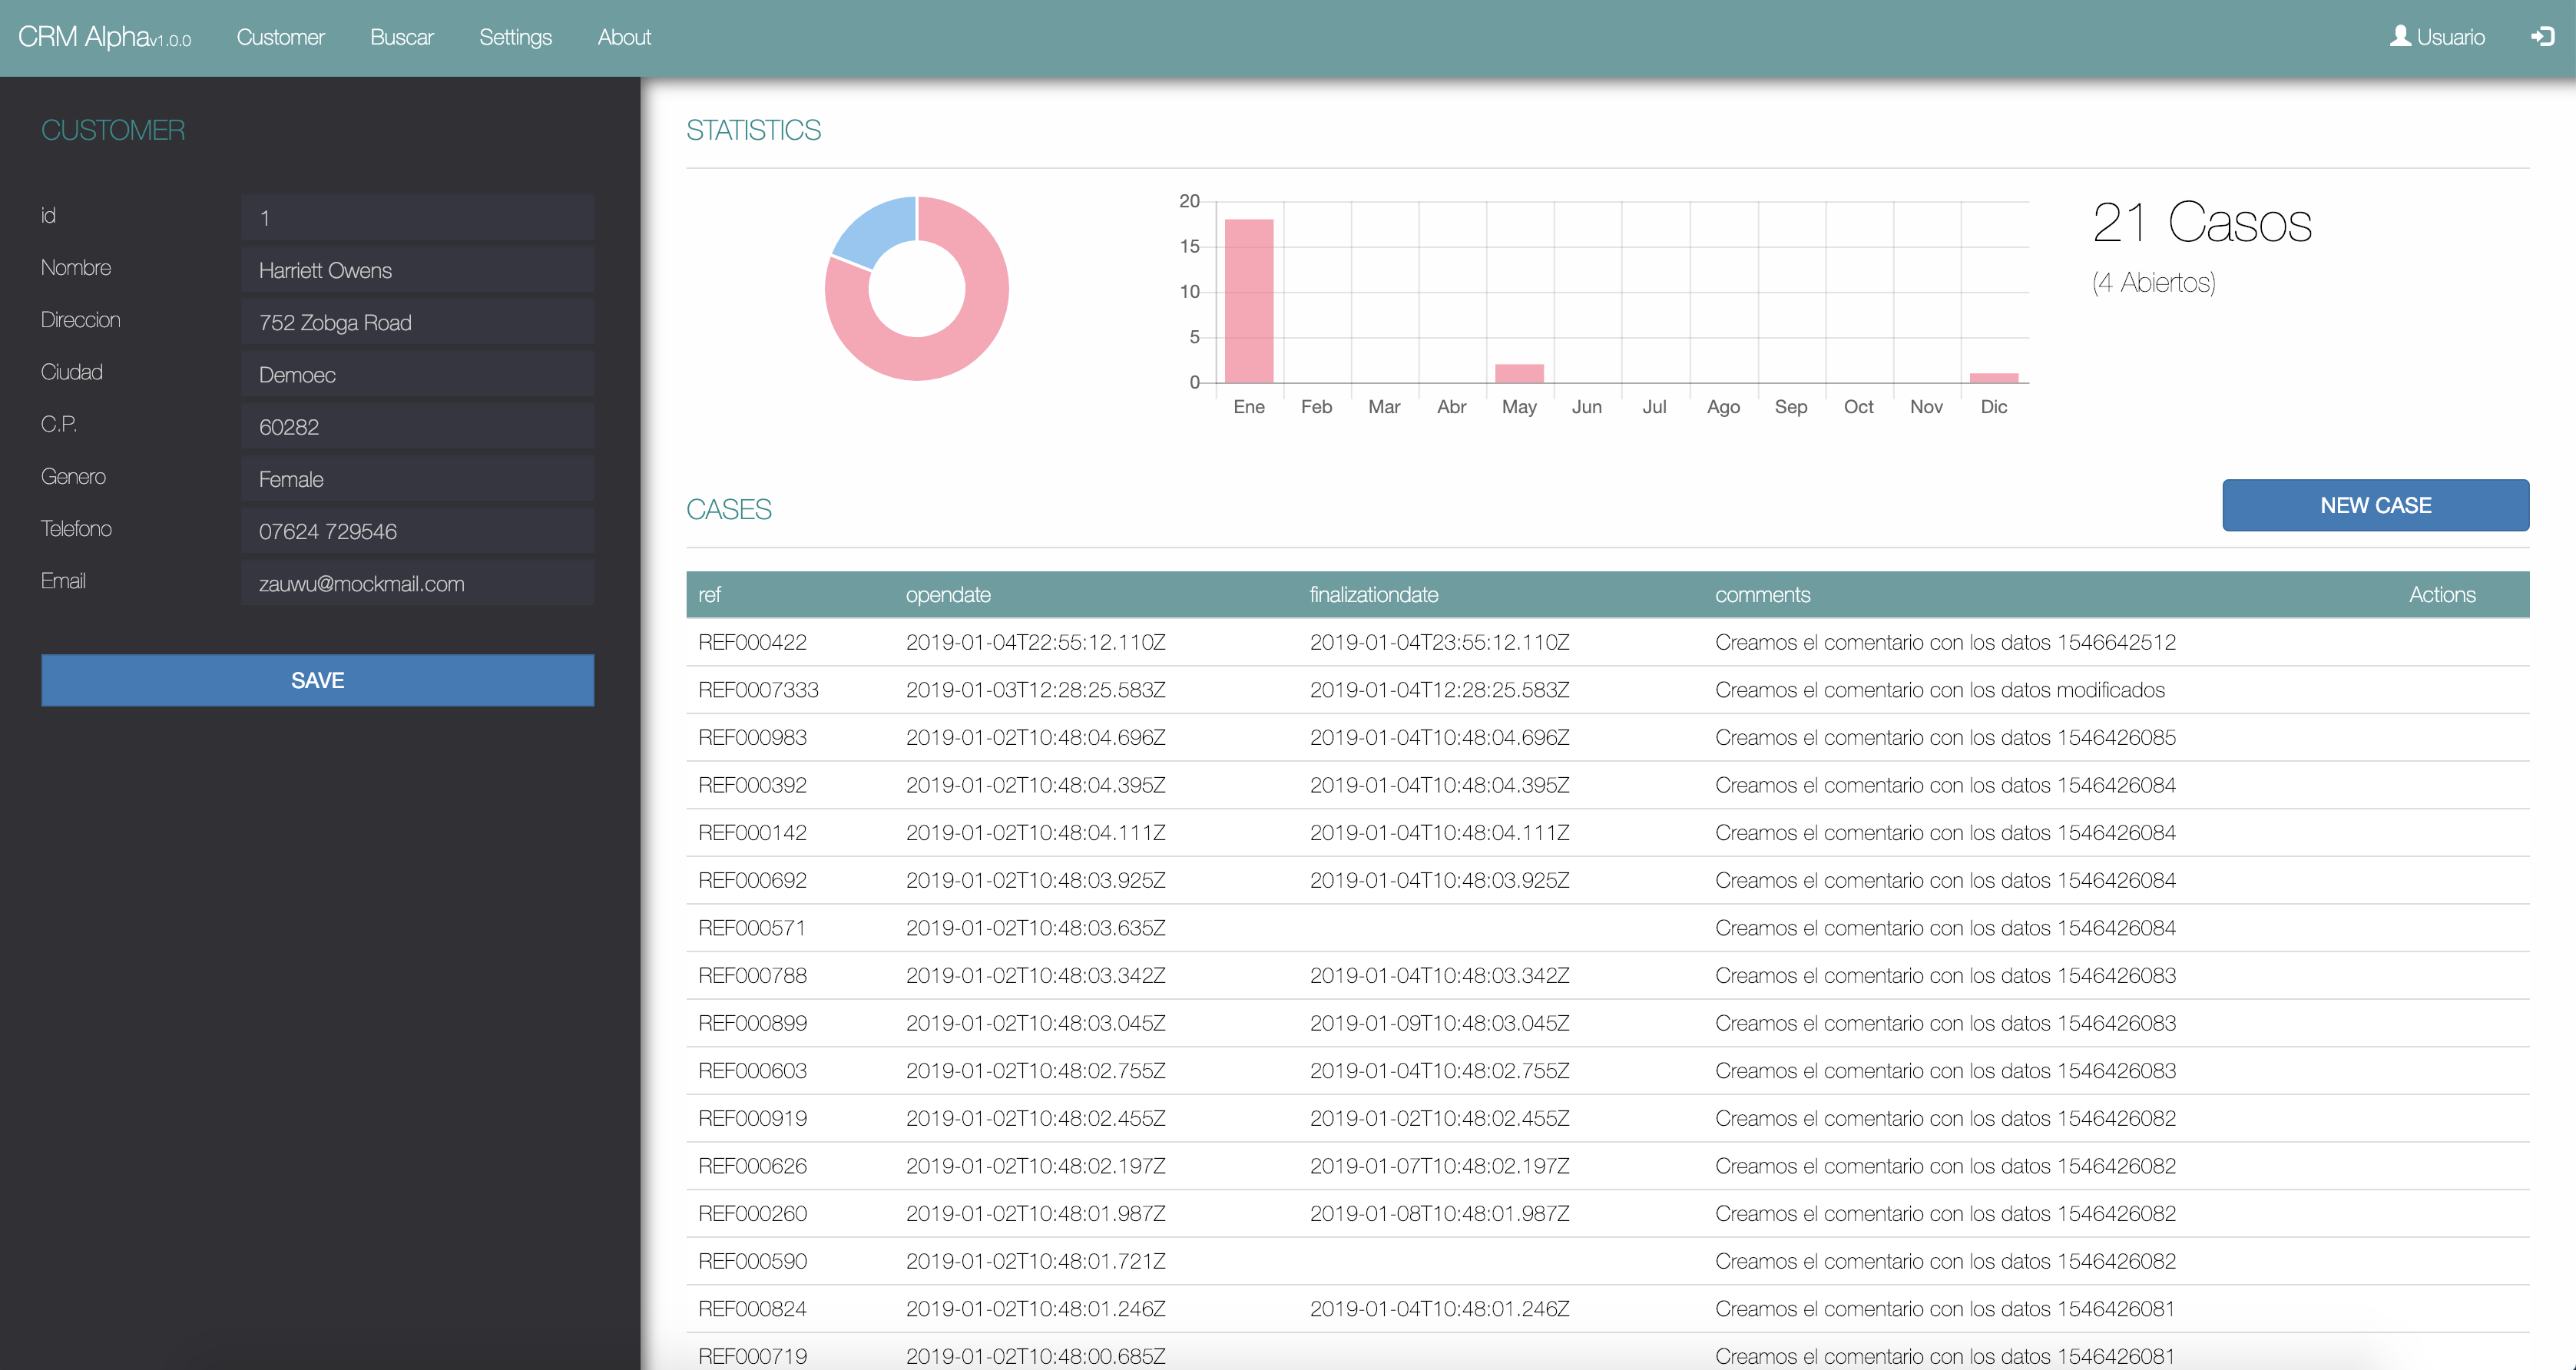 CRM Alpha v1.0.0 Customer Buscar Settings About Usuario
CUSTOMER
id 1
Nombre Harriett Owens
Direccion 752 Zobga Road
Ciudad Demoec
C.P. 60282
Genero Female
Telefono 07624 729546
Email zauwu@mockmail.com
SAVE
STATISTICS
20
15
10
5
0
Ene Feb Mar Abr May Jun Jul Ago Sep Oct Nov Dic
21 Casos
(4 Abiertos)
CASES
NEW CASE
ref opendate finalizationdate comments Actions
REF000422 2019-01-04T22:55:12.110Z 2019-01-04T23:55:12.110Z Creamos el comentario con los datos 1546642512
REF0007333 2019-01-03T12:28:25.583Z 2019-01-04T12:28:25.583Z Creamos el comentario con los datos modificados
REF000983 2019-01-02T10:48:04.696Z 2019-01-04T10:48:04.696Z Creamos el comentario con los datos 1546426085
REF000392 2019-01-02T10:48:04.395Z 2019-01-04T10:48:04.395Z Creamos el comentario con los datos 1546426084
REF000142 2019-01-02T10:48:04.111Z 2019-01-04T10:48:04.111Z Creamos el comentario con los datos 1546426084
REF000692 2019-01-02T10:48:03.925Z 2019-01-04T10:48:03.925Z Creamos el comentario con los datos 1546426084
REF000571 2019-01-02T10:48:03.635Z Creamos el comentario con los datos 1546426084
REF000788 2019-01-02T10:48:03.342Z 2019-01-04T10:48:03.342Z Creamos el comentario con los datos 1546426083
REF000899 2019-01-02T10:48:03.045Z 2019-01-09T10:48:03.045Z Creamos el comentario con los datos 1546426083
REF000603 2019-01-02T10:48:02.755Z 2019-01-04T10:48:02.755Z Creamos el comentario con los datos 1546426083
REF000919 2019-01-02T10:48:02.455Z 2019-01-02T10:48:02.455Z Creamos el comentario con los datos 1546426082
REF000626 2019-01-02T10:48:02.197Z 2019-01-07T10:48:02.197Z Creamos el comentario con los datos 1546426082
REF000260 2019-01-02T10:48:01.987Z 2019-01-08T10:48:01.987Z Creamos el comentario con los datos 1546426082
REF000590 2019-01-02T10:48:01.721Z Creamos el comentario con los datos 1546426082
REF000824 2019-01-02T10:48:01.246Z 2019-01-04T10:48:01.246Z Creamos el comentario con los datos 1546426081
REF000719 2019-01-02T10:48:00.685Z Creamos el comentario con los datos 1546426081